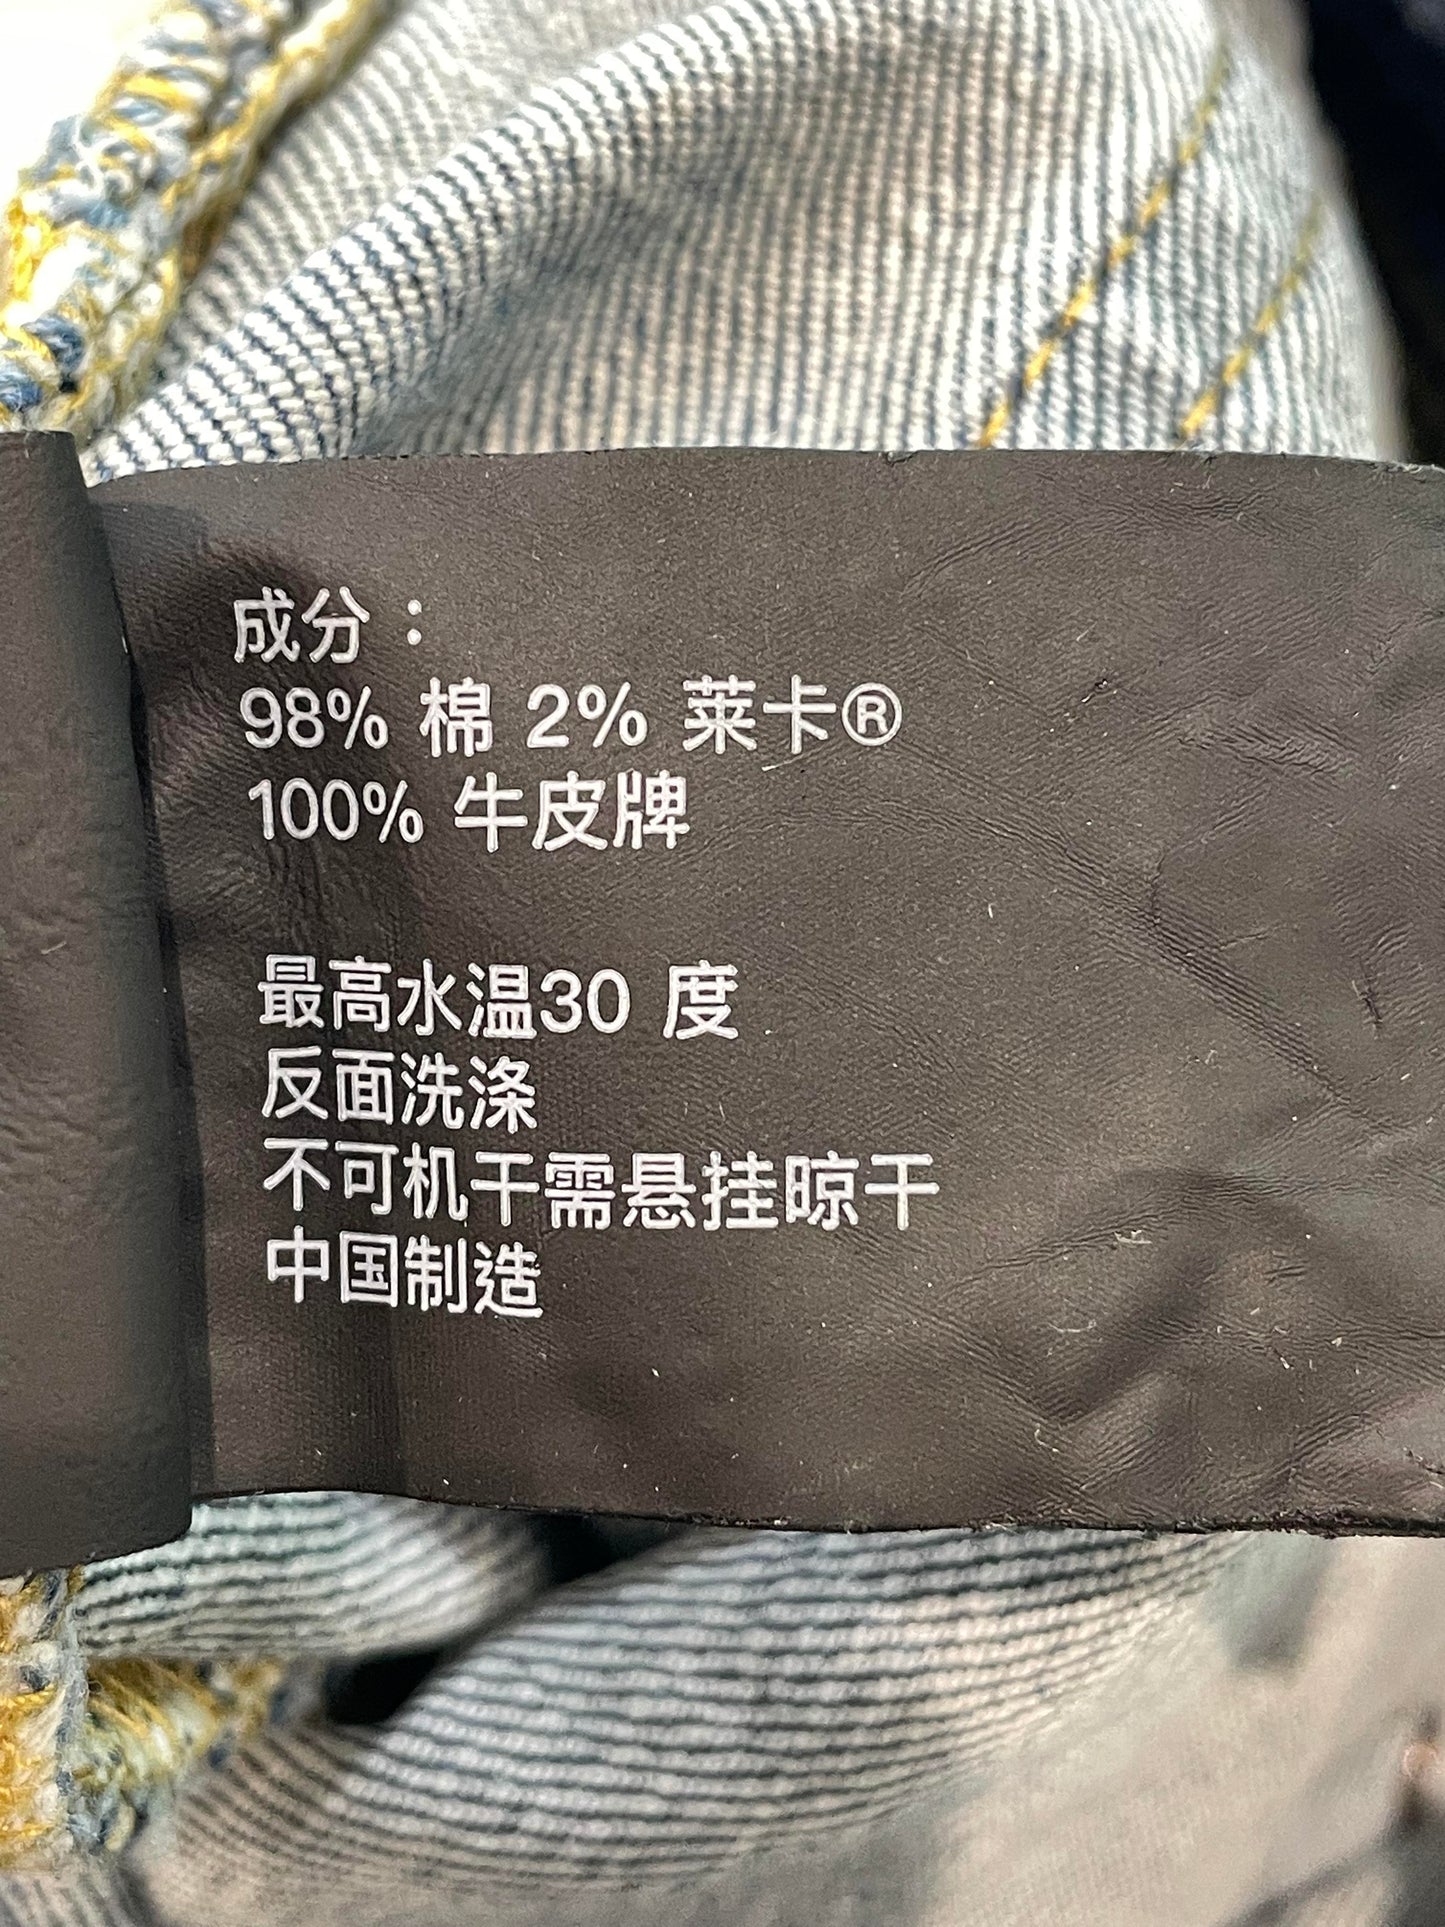 成分：
98% 棉 2% 莱卡®
100% 牛皮牌
最高水温30 度
反面洗涤
不可机干需悬挂晾干
中国制造